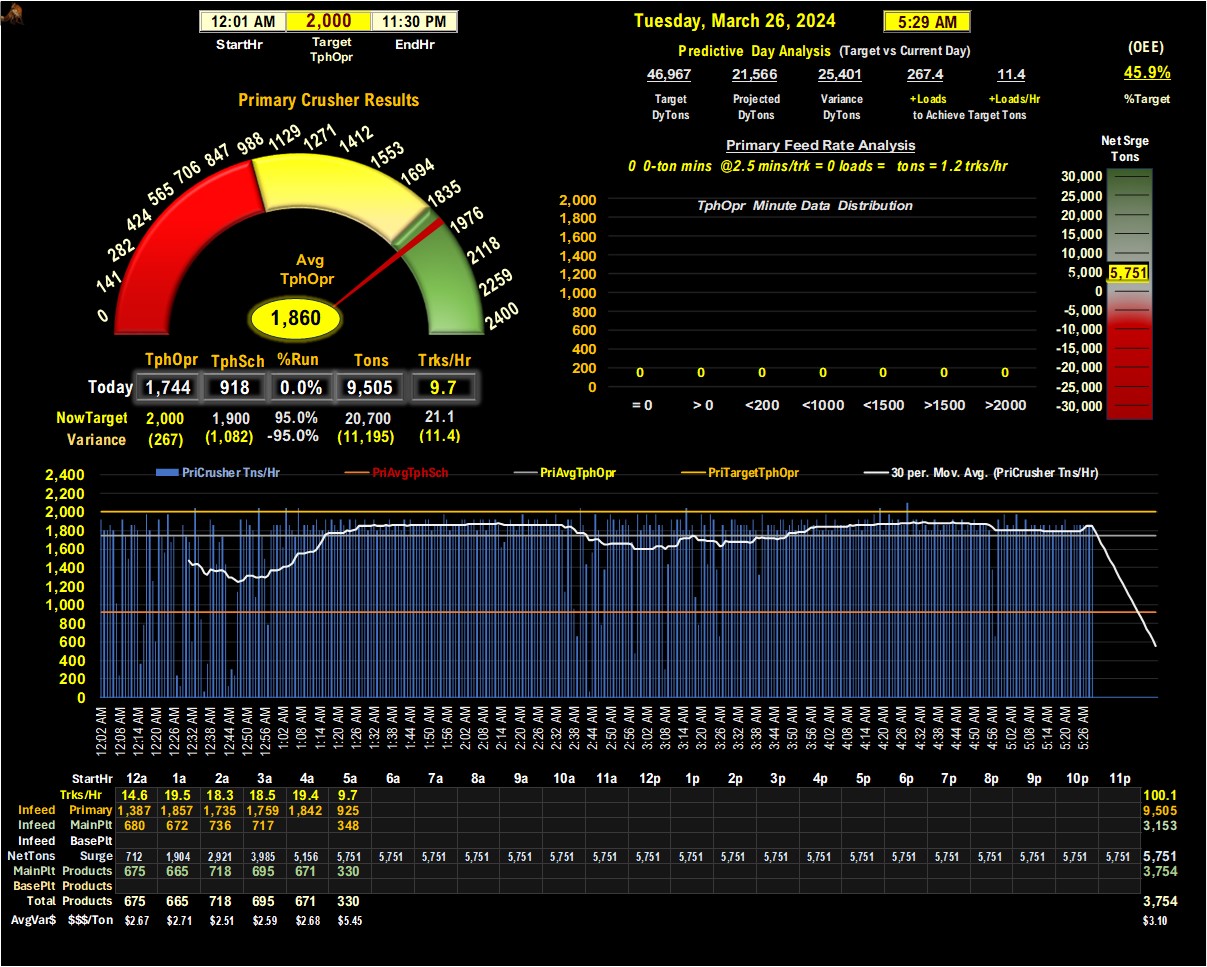 12:01 AM 2,000 11:30 PM
StartHr Target TphOpr EndHr
Tuesday, March 26, 2024 5:29 AM
Predictive Day Analysis (Target vs Current Day)
46,967 21,566 25,401 267.4 11.4
Target Projected Variance +Loads +Loads/Hr
DyTons DyTons DyTons to Achieve Target Tons
(OEE)
45.9%
%Target
Primary Crusher Results
0 141 282 424 565 706 847 988 1129 1271 1412 1553 1694 1835 1976 2118 2259 2400
Avg
TphOpr
1,860
Primary Feed Rate Analysis
0 0-ton mins @2.5 mins/trk = 0 loads = tons = 1.2 trks/hr
TphOpr Minute Data Distribution
2,000
1,800
1,600
1,400
1,200
1,000
800
600
400
200
0
0 0 0 0 0 0 0
= 0 > 0 <200 <1000 <1500 >1500 >2000
Net Srge
Tons
30,000
25,000
20,000
15,000
10,000
5,000
5,751
0
-5,000
-10,000
-15,000
-20,000
-25,000
-30,000
TphOpr TphSch %Run Tons Trks/Hr
Today 1,744 918 0.0% 9,505 9.7
NowTarget 2,000 1,900 95.0% 20,700 21.1
Variance (267) (1,082) -95.0% (11,195) (11.4)
PriCrusher Tns/Hr PriAvgTphSch PriAvgTphOpr PriTargetTphOpr 30 per. Mov. Avg. (PriCrusher Tns/Hr)
2,400
2,200
2,000
1,800
1,600
1,400
1,200
1,000
800
600
400
200
0
12:02 AM 12:08 AM 12:14 AM 12:20 AM 12:26 AM 12:32 AM 12:38 AM 12:44 AM 12:50 AM 12:56 AM 1:02 AM 1:08 AM 1:14 AM 1:20 AM 1:26 AM 1:32 AM 1:38 AM 1:44 AM 1:50 AM 1:56 AM 2:02 AM 2:08 AM 2:14 AM 2:20 AM 2:26 AM 2:32 AM 2:38 AM 2:44 AM 2:50 AM 2:56 AM 3:02 AM 3:08 AM 3:14 AM 3:20 AM 3:26 AM 3:32 AM 3:38 AM 3:44 AM 3:50 AM 3:56 AM 4:02 AM 4:08 AM 4:14 AM 4:20 AM 4:26 AM 4:32 AM 4:38 AM 4:44 AM 4:50 AM 4:56 AM 5:02 AM 5:08 AM 5:14 AM 5:20 AM 5:26 AM
StartHr 12a 1a 2a 3a 4a 5a 6a 7a 8a 9a 10a 11a 12p 1p 2p 3p 4p 5p 6p 7p 8p 9p 10p 11p
Trks/Hr 14.6 19.5 18.3 18.5 19.4 9.7 100.1
Infeed Primary 1,387 1,857 1,735 1,759 1,842 925 9,505
Infeed MainPlt 680 672 736 717 348 3,153
Infeed BasePlt
NetTons Surge 712 1,904 2,921 3,985 5,156 5,751 5,751 5,751 5,751 5,751 5,751 5,751 5,751 5,751 5,751 5,751 5,751 5,751 5,751 5,751 5,751 5,751 5,751 5,751 5,751
MainPlt Products 675 665 718 695 671 330 3,754
BasePlt Products
Total Products 675 665 718 695 671 330 3,754
AvgVar$ $$$/Ton $2.67 $2.71 $2.51 $2.59 $2.68 $5.45 $3.10